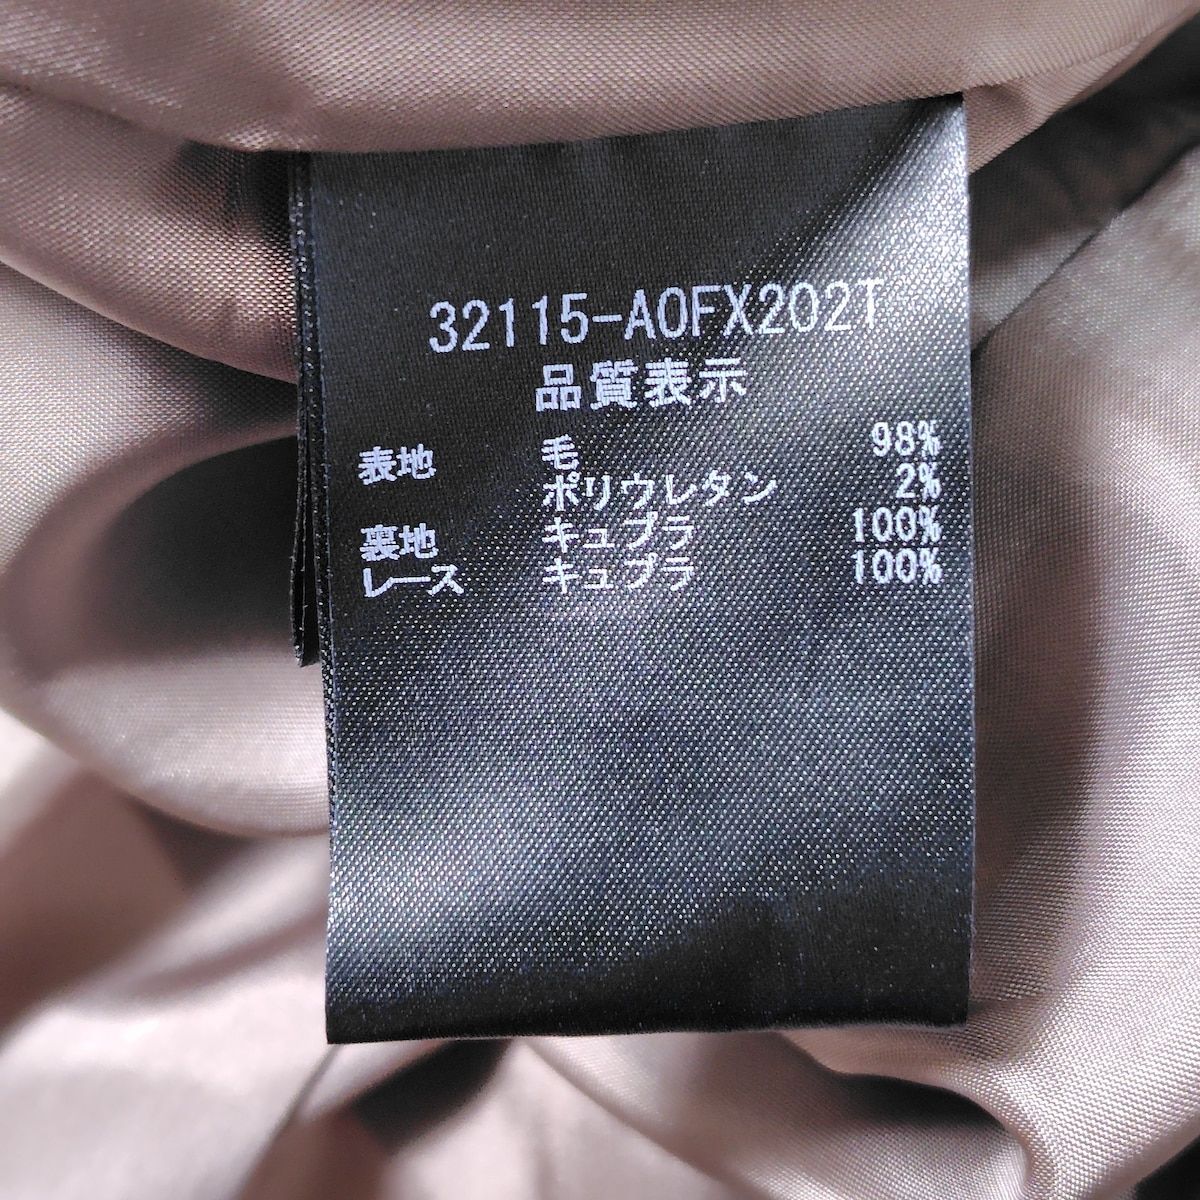 32115-A0FX202T
品質表示
表地 毛 98%
ポリウレタン 2%
裏地 キュプラ 100%
レース キュプラ 100%